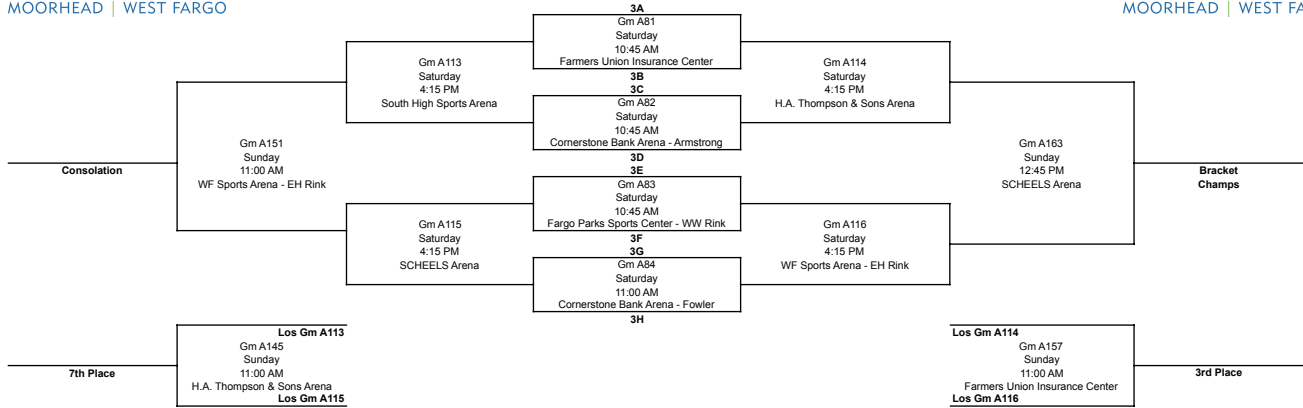 MOORHEAD | WEST FARGO
MOORHEAD | WEST FA
3A
Gm A81
Saturday
10:45 AM
Farmers Union Insurance Center
3B
Gm A113
Saturday
4:15 PM
South High Sports Arena
Gm A114
Saturday
4:15 PM
H.A. Thompson & Sons Arena
3C
Gm A82
Saturday
10:45 AM
Cornerstone Bank Arena - Armstrong
3D
Gm A151
Sunday
11:00 AM
WF Sports Arena - EH Rink
Consolation
Gm A163
Sunday
12:45 PM
SCHEELS Arena
Bracket
Champs
3E
Gm A83
Saturday
10:45 AM
Fargo Parks Sports Center - WW Rink
3F
Gm A115
Saturday
4:15 PM
SCHEELS Arena
Gm A116
Saturday
4:15 PM
WF Sports Arena - EH Rink
3G
Gm A84
Saturday
11:00 AM
Cornerstone Bank Arena - Fowler
3H
Los Gm A113
Gm A145
Sunday
11:00 AM
H.A. Thompson & Sons Arena
Los Gm A115
7th Place
Los Gm A114
Gm A157
Sunday
11:00 AM
Farmers Union Insurance Center
Los Gm A116
3rd Place